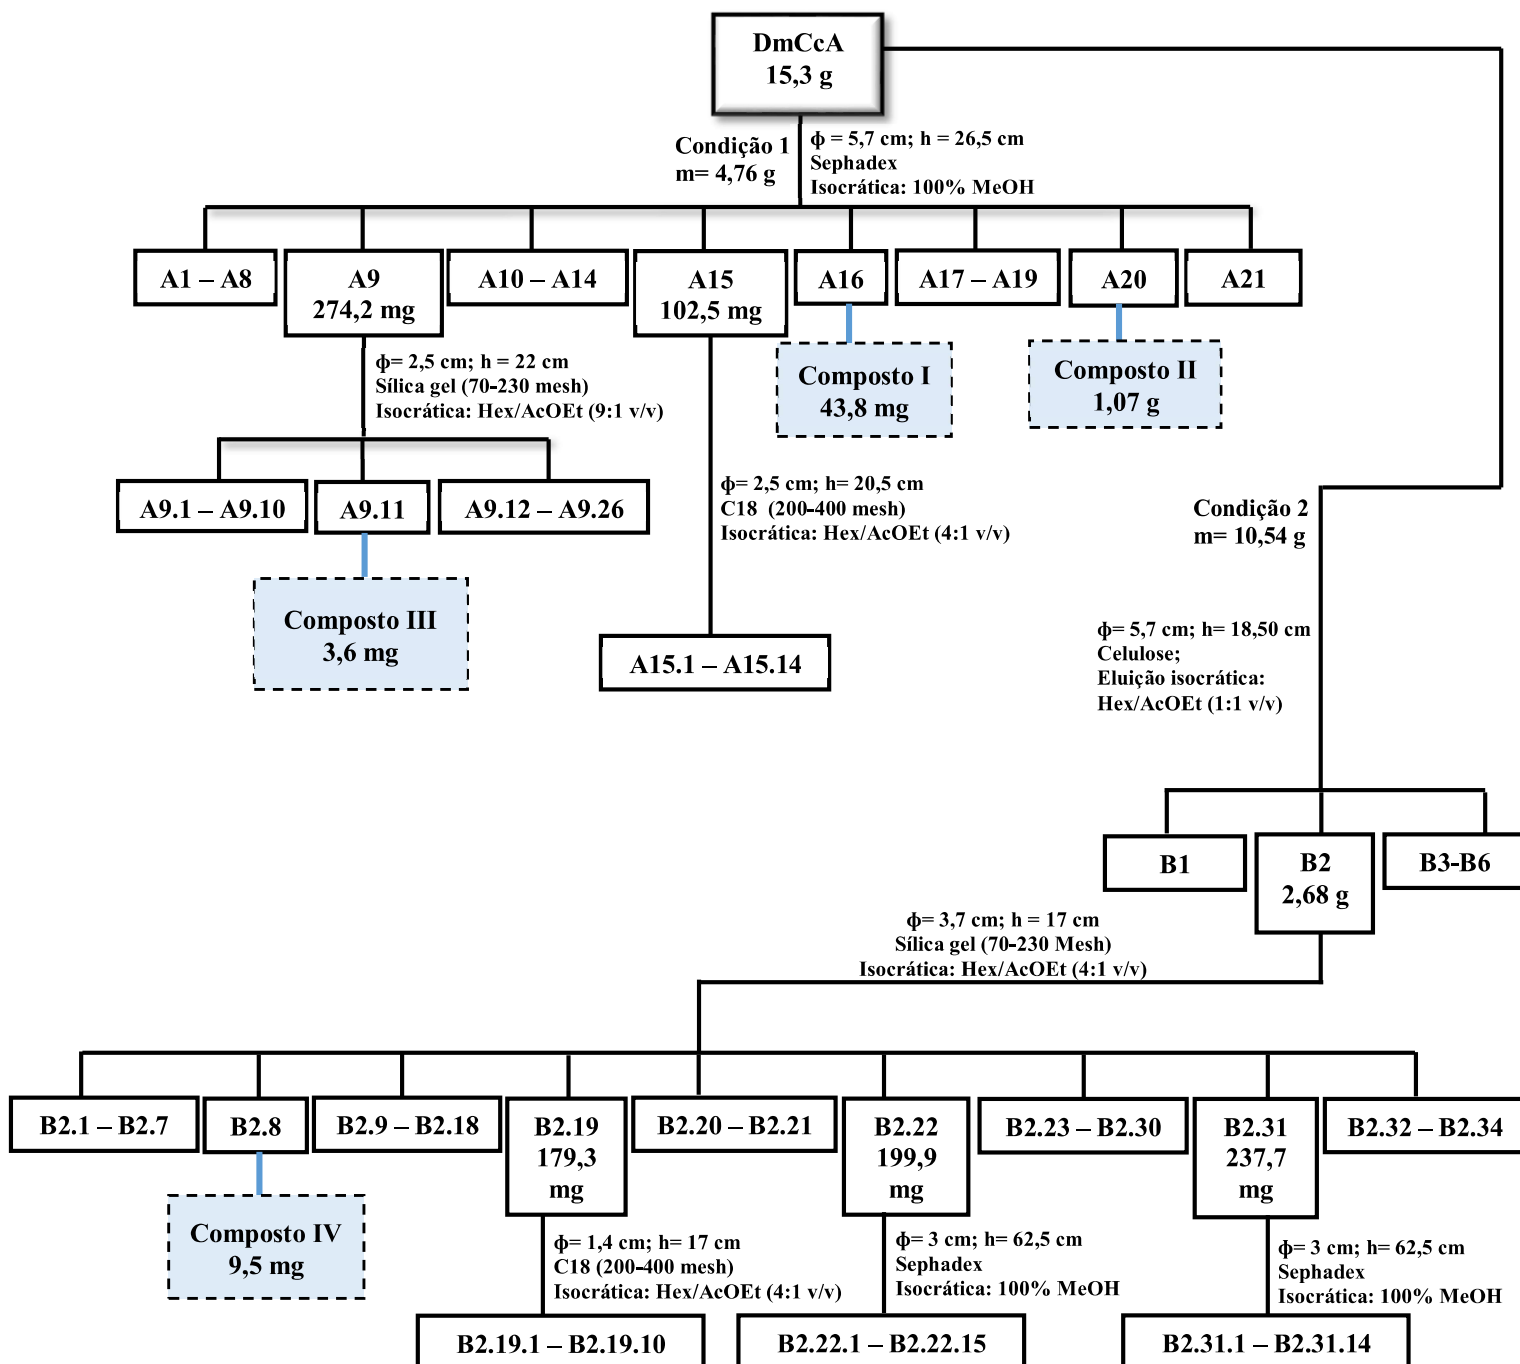 DmCcA
15,3 g
Condição 1
m= 4,76 g
ϕ = 5,7 cm; h = 26,5 cm
Sephadex
Isocrática: 100% MeOH
A1 – A8
A9
274,2 mg
A10 – A14
A15
102,5 mg
A16
A17 – A19
A20
A21
Composto I
43,8 mg
Composto II
1,07 g
ϕ= 2,5 cm; h = 22 cm
Sílica gel (70-230 mesh)
Isocrática: Hex/AcOEt (9:1 v/v)
A9.1 – A9.10
A9.11
A9.12 – A9.26
Composto III
3,6 mg
ϕ= 2,5 cm; h= 20,5 cm
C18  (200-400 mesh)
Isocrática: Hex/AcOEt (4:1 v/v)
A15.1 – A15.14
Condição 2
m= 10,54 g
ϕ= 5,7 cm; h= 18,50 cm
Celulose;
Eluição isocrática:
Hex/AcOEt (1:1 v/v)
B1
B2
2,68 g
B3-B6
ϕ= 3,7 cm; h = 17 cm
Sílica gel (70-230 Mesh)
Isocrática: Hex/AcOEt (4:1 v/v)
B2.1 – B2.7
B2.8
B2.9 – B2.18
B2.19
179,3
mg
B2.20 – B2.21
B2.22
199,9
mg
B2.23 – B2.30
B2.31
237,7
mg
B2.32 – B2.34
Composto IV
9,5 mg
ϕ= 1,4 cm; h= 17 cm
C18 (200-400 mesh)
Isocrática: Hex/AcOEt (4:1 v/v)
ϕ= 3 cm; h= 62,5 cm
Sephadex
Isocrática: 100% MeOH
ϕ= 3 cm; h= 62,5 cm
Sephadex
Isocrática: 100% MeOH
B2.19.1 – B2.19.10
B2.22.1 – B2.22.15
B2.31.1 – B2.31.14